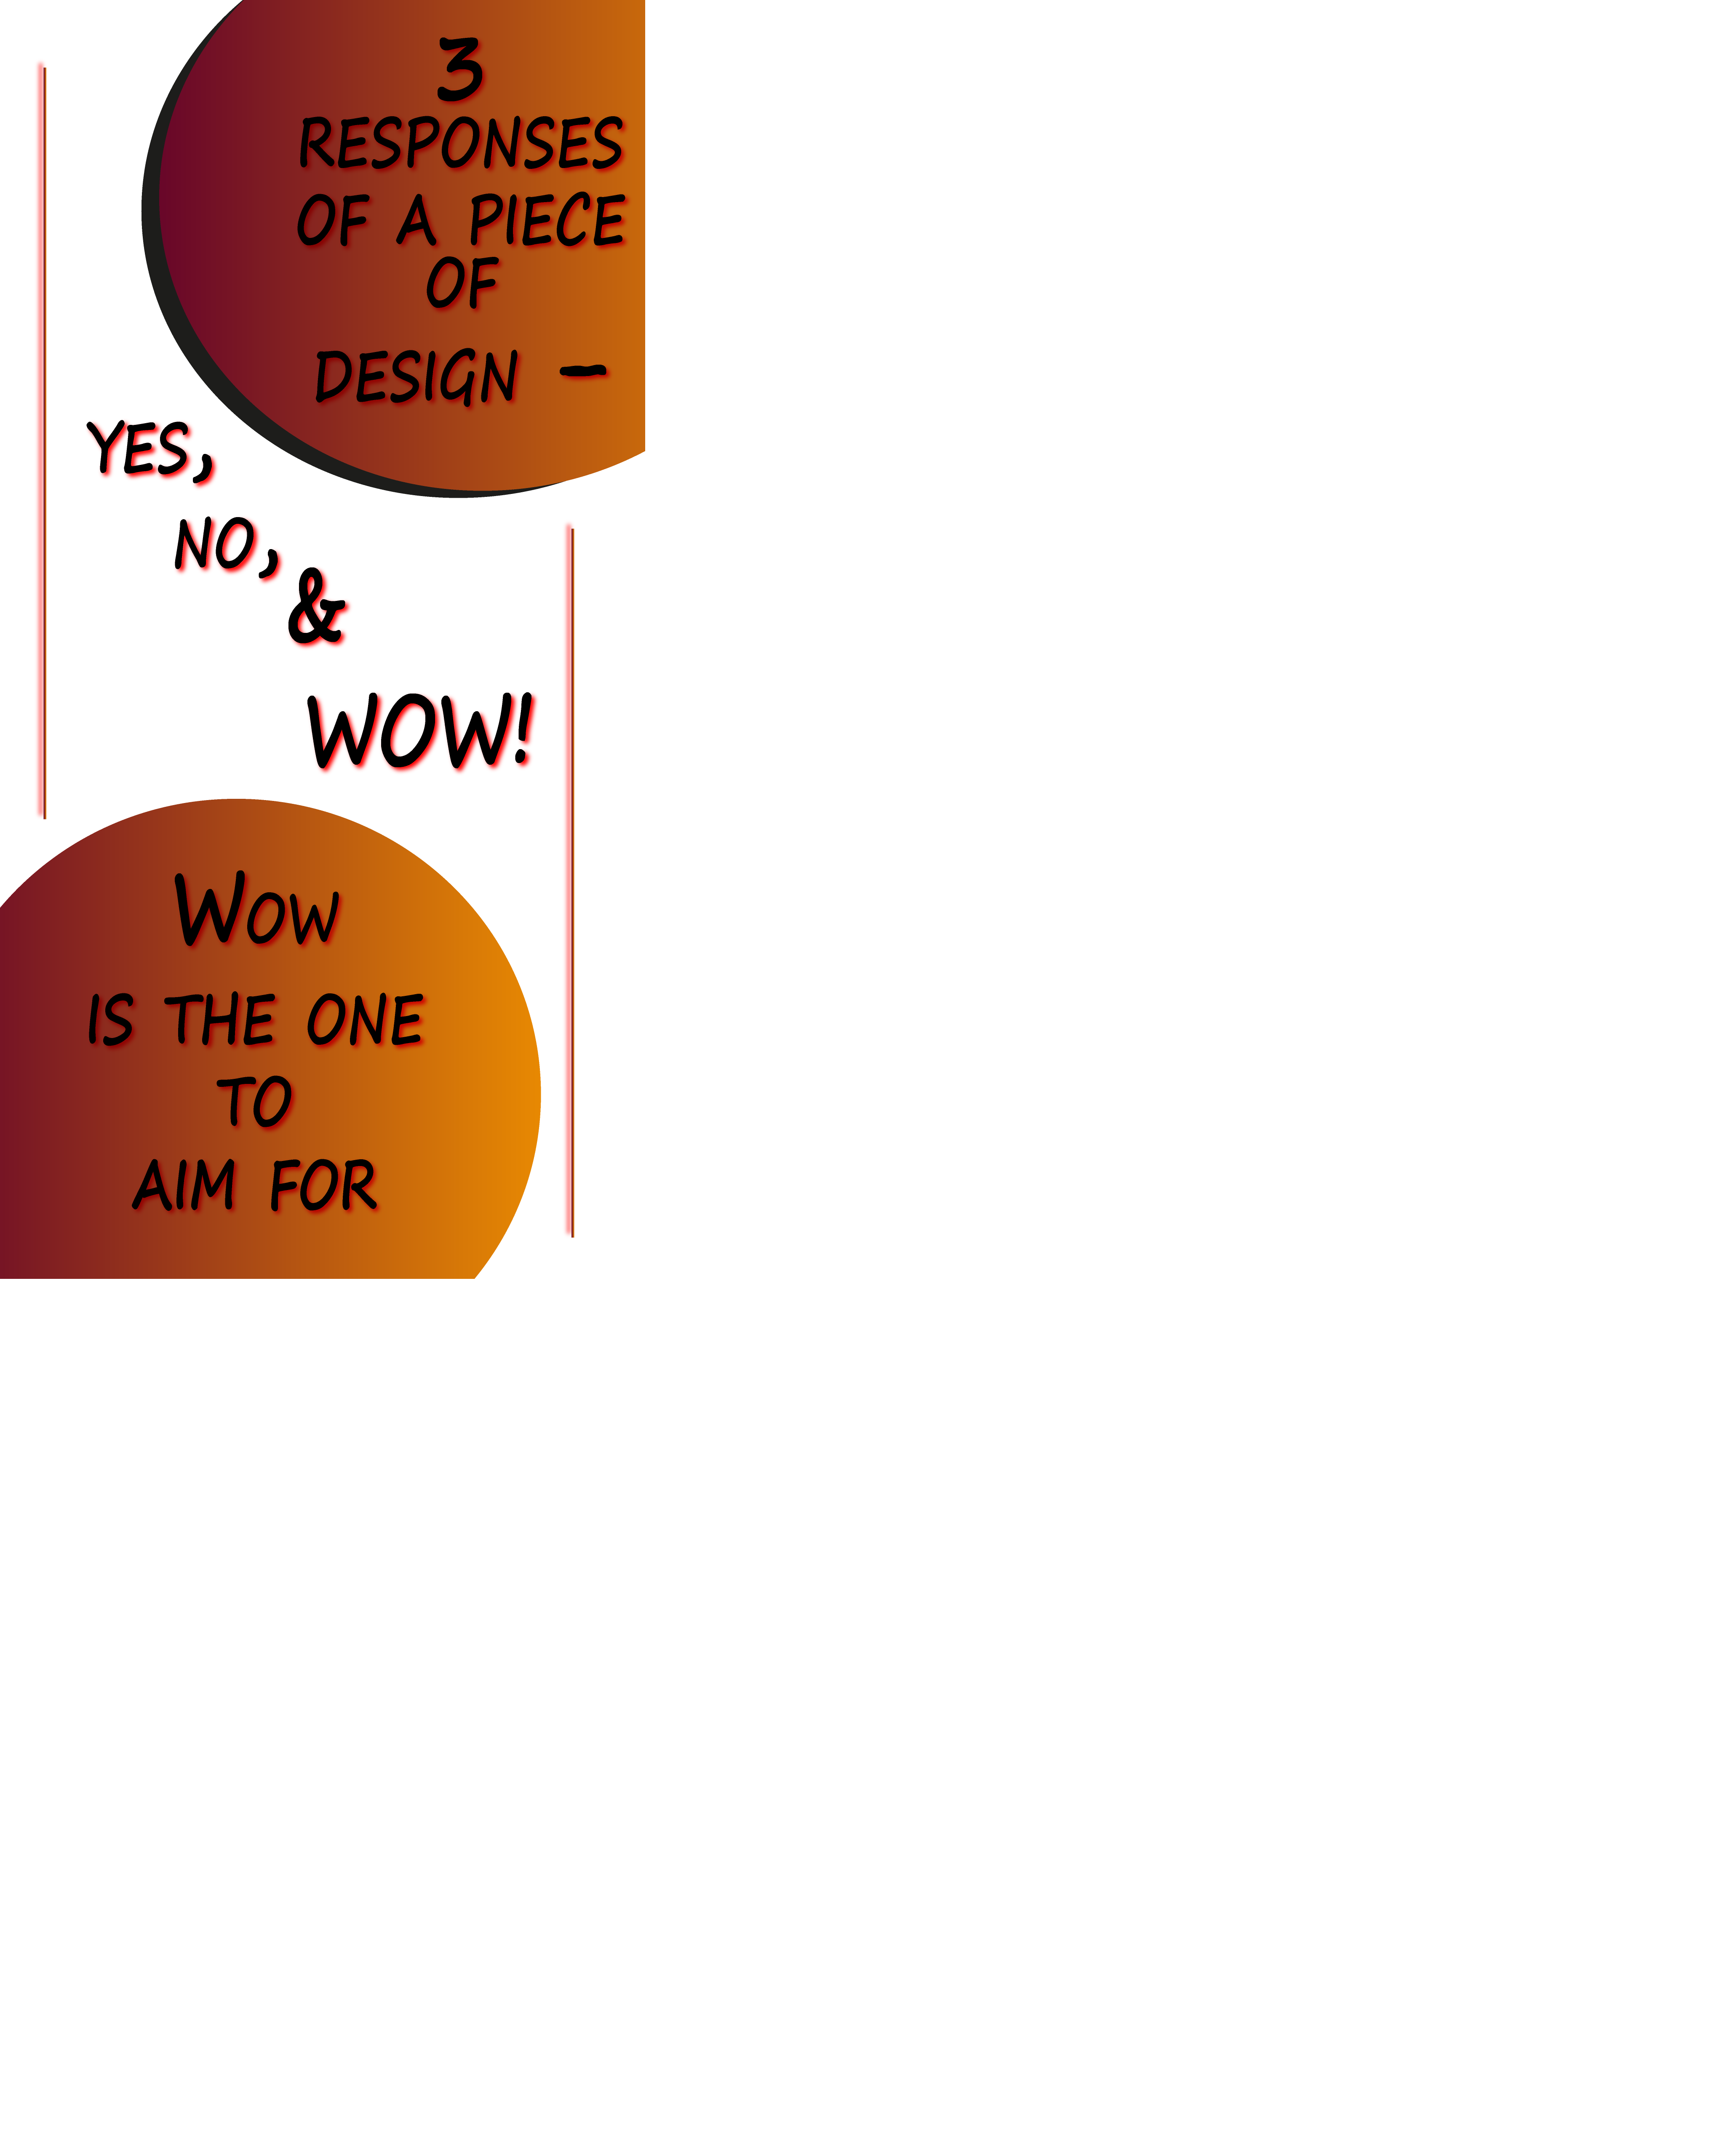 3
RESPONSES
OF A PIECE
OF
DESIGN –
YES,
NO,
&
WOW!
WOW
IS THE ONE
TO
AIM FOR